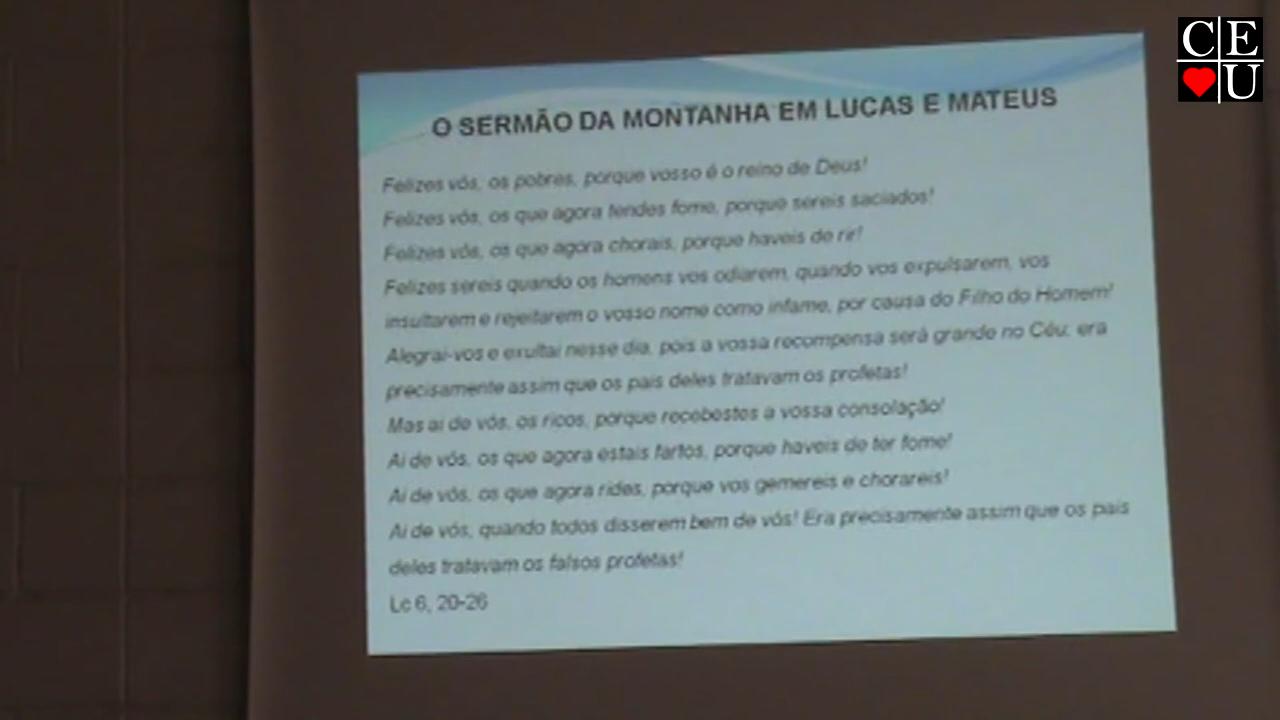 CE
U
O SERMÃO DA MONTANHA EM LUCAS E MATEUS
Felizes vós, os pobres, porque vosso é o reino de Deus!
Felizes vós, os que agora tendes fome, porque sereis saciados!
Felizes vós, os que agora chorais, porque haveis de rir!
Felizes sereis quando os homens vos odiarem, quando vos expulsarem, vos
insultarem e rejeitarem o vosso nome como infame, por causa do Filho do Homem!
Alegrai-vos e exultai nesse dia, pois a vossa recompensa será grande no Céu; era
precisamente assim que os pais deles tratavam os profetas!
Mas ai de vós, os ricos, porque recebestes a vossa consolação!
Ai de vós, os que agora estais fartos, porque haveis de ter fome!
Ai de vós, os que agora rides, porque vos gemereis e chorareis!
Ai de vós, quando todos disserem bem de vós! Era precisamente assim que os pais
deles tratavam os falsos profetas!
Lc 6, 20-26